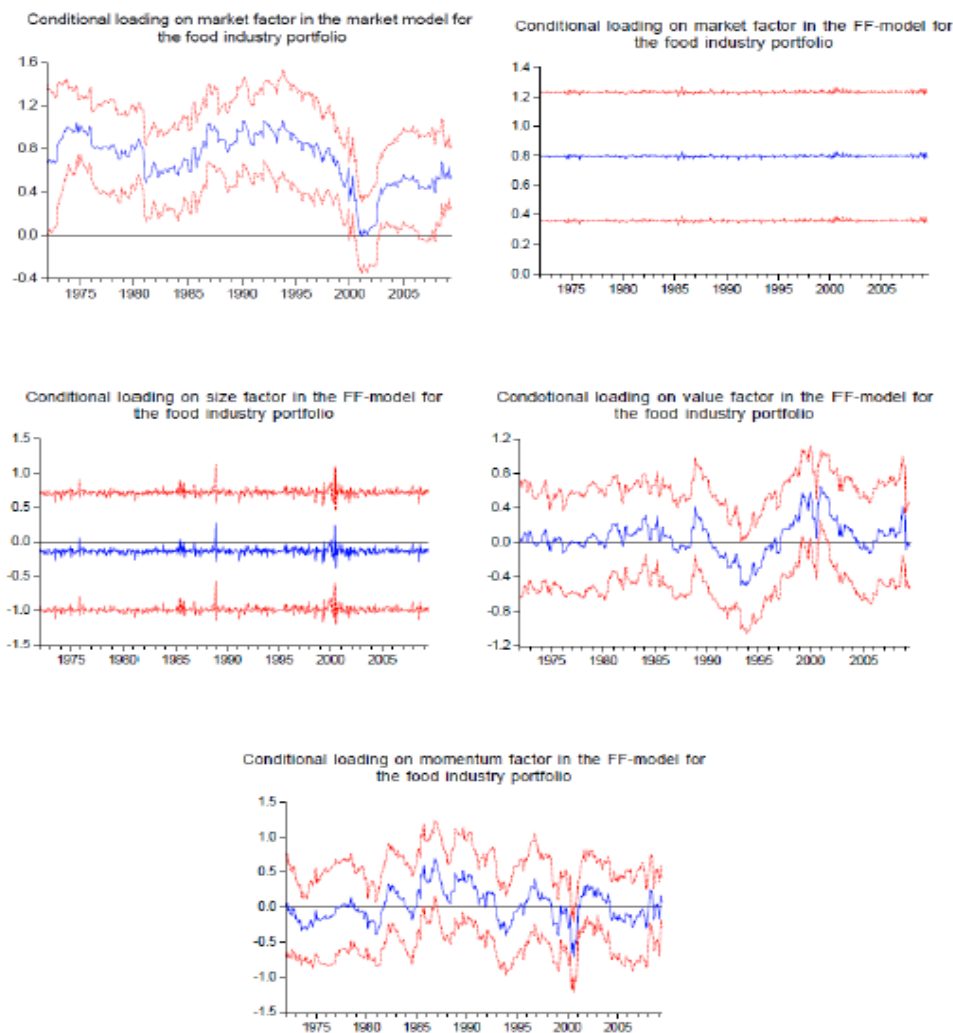 Conditional loading on market factor in the market model for
the food industry portfolio
1.6
1.2
0.8
0.4
0.0
-0.4
1975 1980 1985 1990 1995 2000 2005
Conditional loading on market factor in the FF-model for
the food industry portfolio
1.4
1.2
1.0
0.8
0.6
0.4
0.2
0.0
1975 1980 1985 1990 1995 2000 2005
Conditional loading on size factor in the FF-model for
the food industry portfolio
1.5
1.0
0.5
0.0
-0.5
-1.0
-1.5
1975 1980 1985 1990 1995 2000 2005
Condotional loading on value factor in the FF-model for
the food industry portfolio
1.2
0.8
0.4
0.0
-0.4
-0.8
-1.2
1975 1980 1985 1990 1995 2000 2005
Conditional loading on momentum factor in the FF-model for
the food industry portfolio
1.5
1.0
0.5
0.0
-0.5
-1.0
-1.5
1975 1980 1985 1990 1995 2000 2005